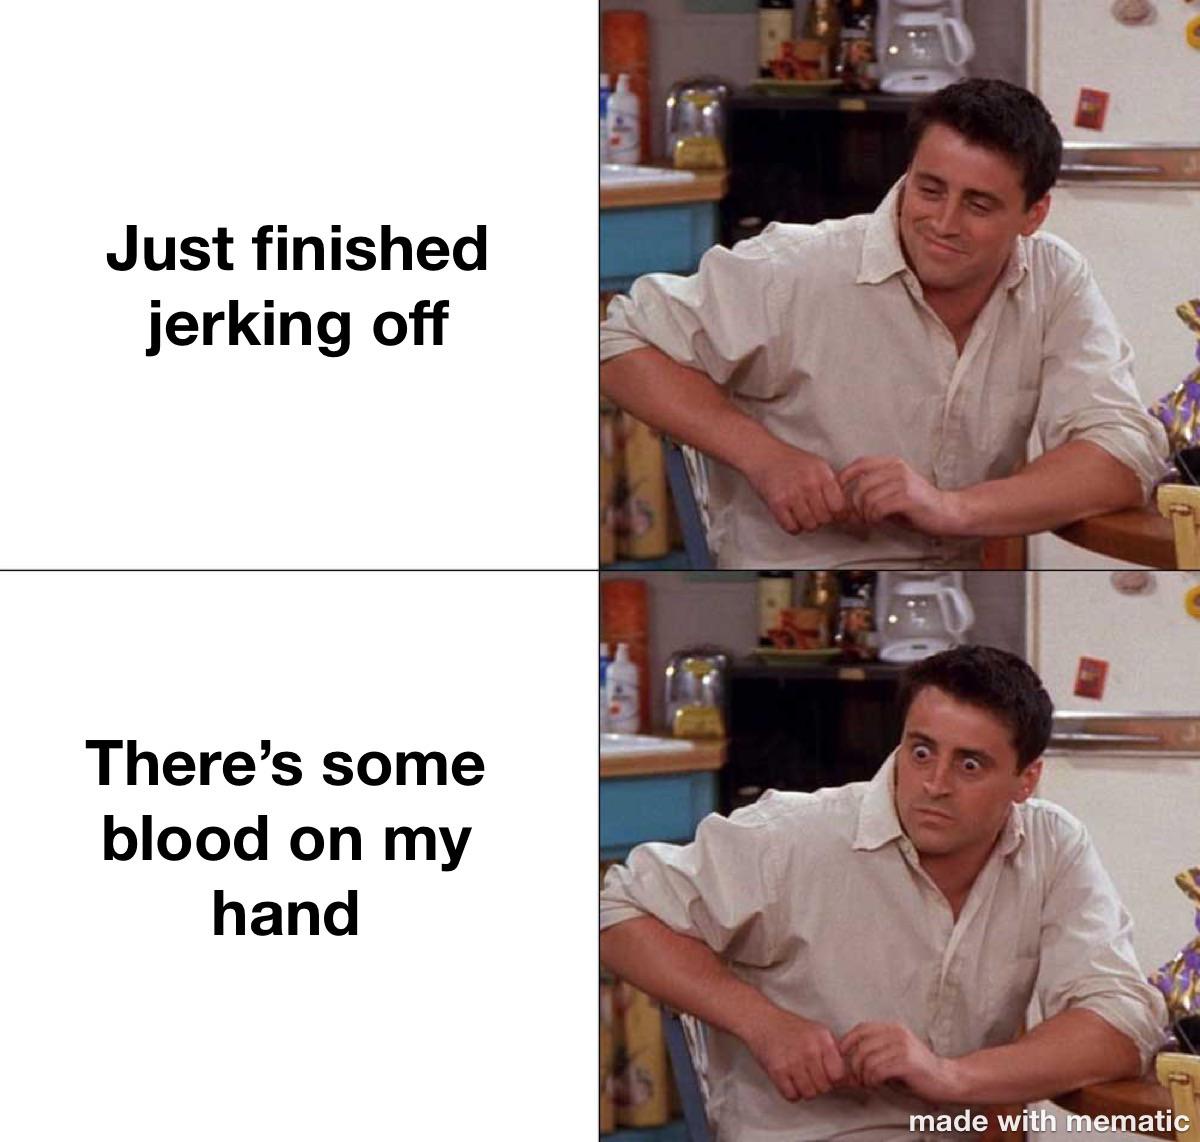 Just finished
jerking off
There’s some
blood on my
hand
made with mematic